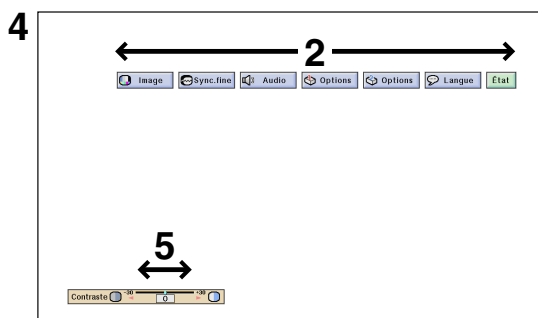 4
2
Image Sync.fine Audio Options Options Langue État
5
Contraste -30 0 +30